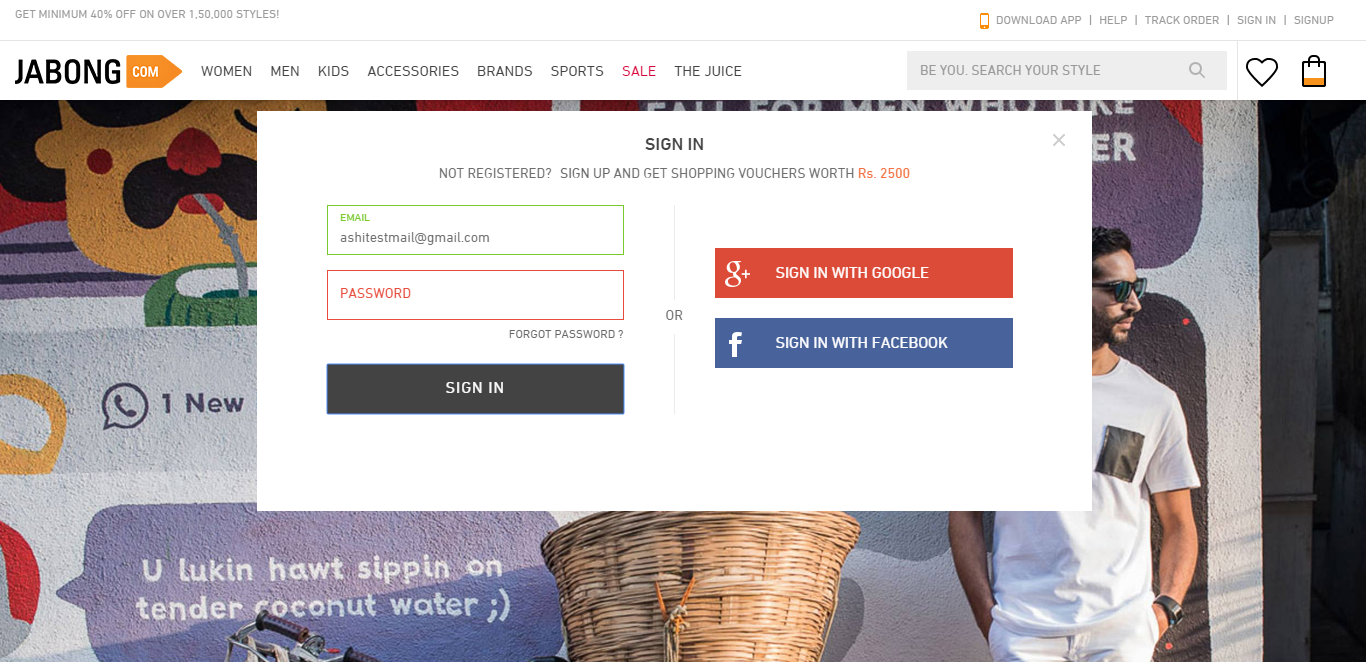 GET MINIMUM 40% OFF ON OVER 1,50,000 STYLES!
DOWNLOAD APP | HELP | TRACK ORDER | SIGN IN | SIGNUP
JABONG COM WOMEN MEN KIDS ACCESSORIES BRANDS SPORTS SALE THE JUICE BE YOU. SEARCH YOUR STYLE
FALL FOR MEN WHO LIKE
ER
SIGN IN
NOT REGISTERED? SIGN UP AND GET SHOPPING VOUCHERS WORTH Rs. 2500
EMAIL
ashitestmail@gmail.com
PASSWORD
FORGOT PASSWORD ?
SIGN IN
OR
g+ SIGN IN WITH GOOGLE
f SIGN IN WITH FACEBOOK
1 New
U lukin hawt sippin on
tender coconut water ;)